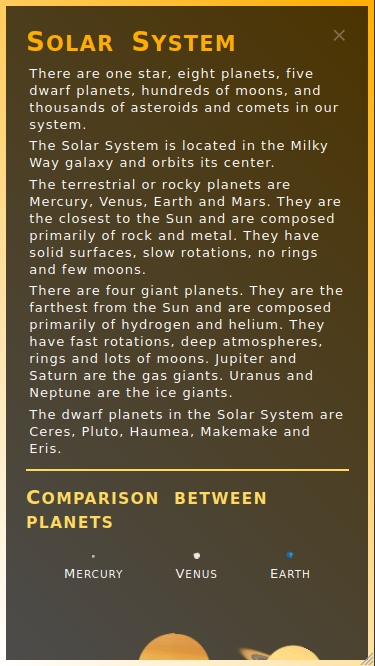 Solar System
There are one star, eight planets, five
dwarf planets, hundreds of moons, and
thousands of asteroids and comets in our
system.
The Solar System is located in the Milky
Way galaxy and orbits its center.
The terrestrial or rocky planets are
Mercury, Venus, Earth and Mars. They are
the closest to the Sun and are composed
primarily of rock and metal. They have
solid surfaces, slow rotations, no rings
and few moons.
There are four giant planets. They are the
farthest from the Sun and are composed
primarily of hydrogen and helium. They
have fast rotations, deep atmospheres,
rings and lots of moons. Jupiter and
Saturn are the gas giants. Uranus and
Neptune are the ice giants.
The dwarf planets in the Solar System are
Ceres, Pluto, Haumea, Makemake and
Eris.
Comparison between
planets
Mercury Venus Earth